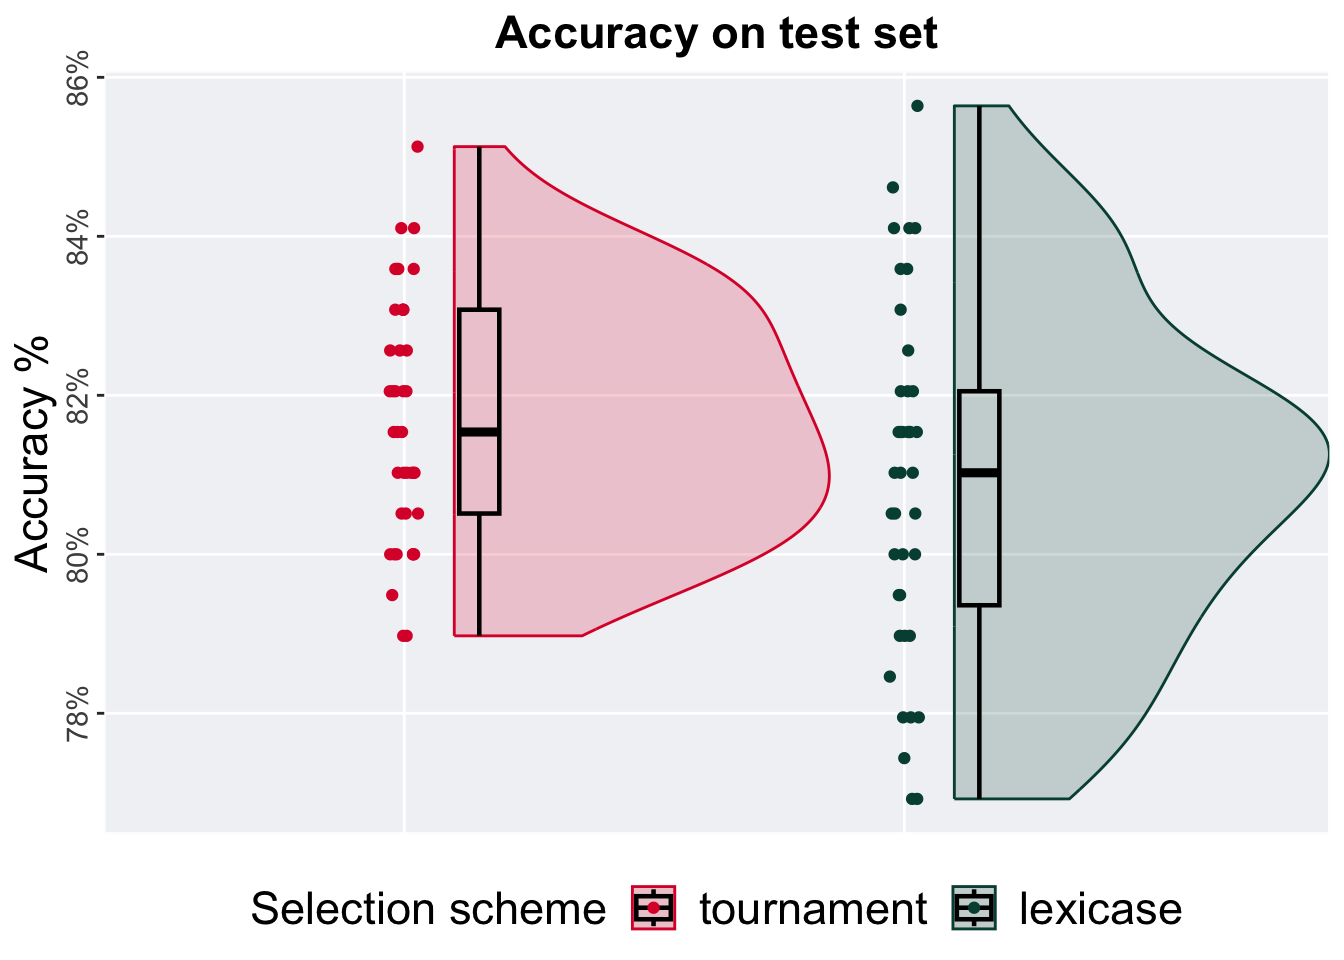 Accuracy on test set
Accuracy %
86%
84%
82%
80%
78%
Selection scheme tournament lexicase